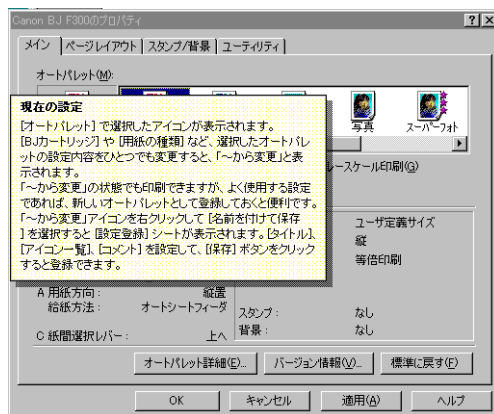 Canon BJ F300のプロパティ
メイン
ページレイアウト
スタンプ/背景
ユーティリティ
オートパレット(M):
写真
スーパーフォト
現在の設定
[オートパレット] で選択したアイコンが表示されます。
[BJカートリッジ] や [用紙の種類] など、選択したオートパレ
ットの設定内容をひとつでも変更すると、「~から変更」と表
示されます。
「~から変更」の状態でも印刷できますが、よく使用する設定
であれば、新しいオートパレットとして登録しておくと便利です。
「~から変更」アイコンを右クリックして [名前を付けて保存
] を選択すると [設定登録] シートが表示されます。[タイトル]、
[アイコン一覧]、[コメント] を設定して、[保存] ボタンをクリック
すると登録できます。
レースケール印刷(G)
ユーザ定義サイズ
縦
等倍印刷
A 用紙方向:
縦置
給紙方法:
オートシートフィーダ
C 紙間選択レバー:
上へ
スタンプ:
なし
背景:
なし
オートパレット詳細(E)...
バージョン情報(V)...
標準に戻す(F)
OK
キャンセル
適用(A)
ヘルプ